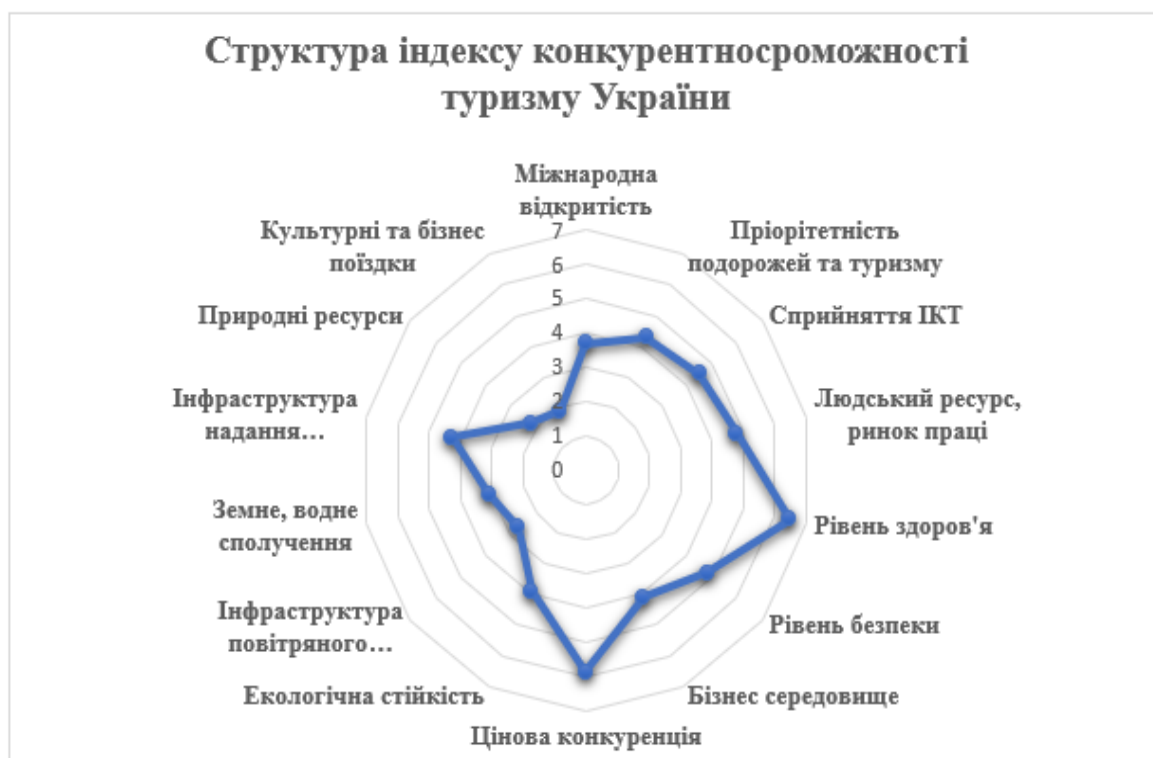 Структура індексу конкурентносроможності
туризму України
Міжнародна
відкритість
Пріорітетність
подорожей та туризму
Сприйняття ІКТ
Людський ресурс,
ринок праці
Рівень здоров'я
Рівень безпеки
Бізнес середовище
Цінова конкуренція
Екологічна стійкість
Інфраструктура
повітряного…
Земне, водне
сполучення
Інфраструктура
надання…
Природні ресурси
Культурні та бізнес
поїздки
7
6
5
4
3
2
1
0